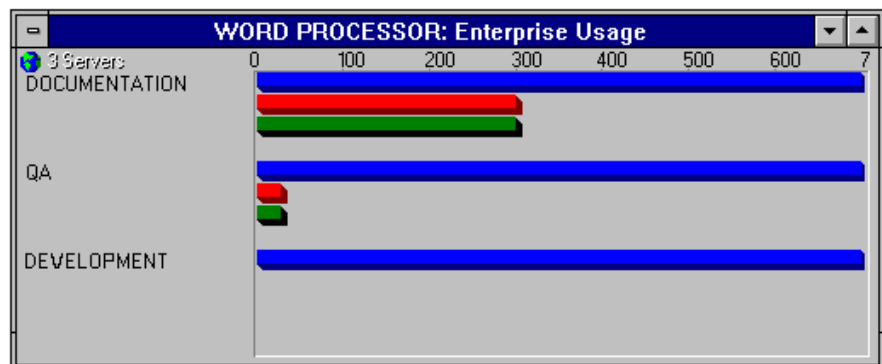 WORD PROCESSOR: Enterprise Usage
3 Servers 0 100 200 300 400 500 600 7
DOCUMENTATION
QA
DEVELOPMENT